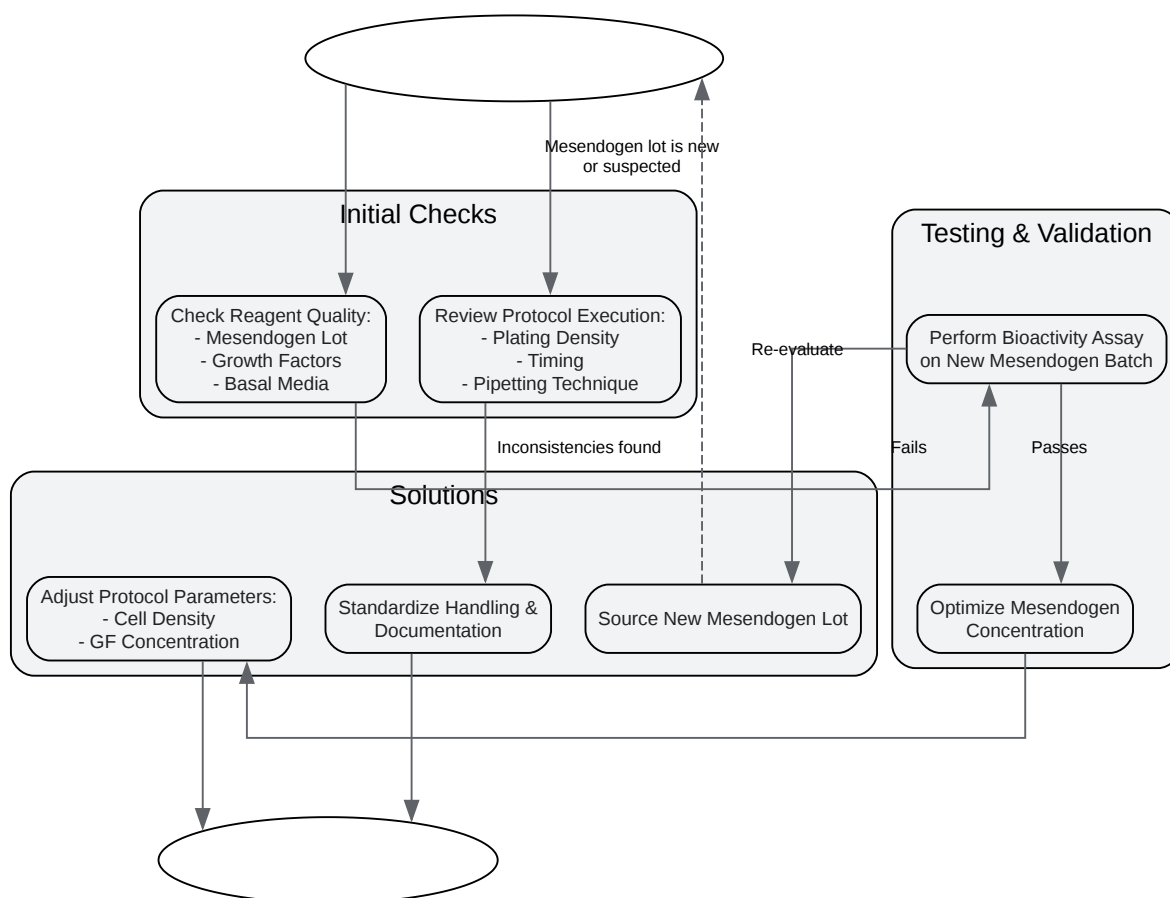 Mesendogen lot is new
or suspected
Initial Checks
Testing & Validation
Check Reagent Quality:
- Mesendogen Lot
- Growth Factors
- Basal Media
Review Protocol Execution:
- Plating Density
- Timing
- Pipetting Technique
Perform Bioactivity Assay
on New Mesendogen Batch
Re-evaluate
Inconsistencies found
Fails
Passes
Solutions
Adjust Protocol Parameters:
- Cell Density
- GF Concentration
Standardize Handling &
Documentation
Source New Mesendogen Lot
Optimize Mesendogen
Concentration